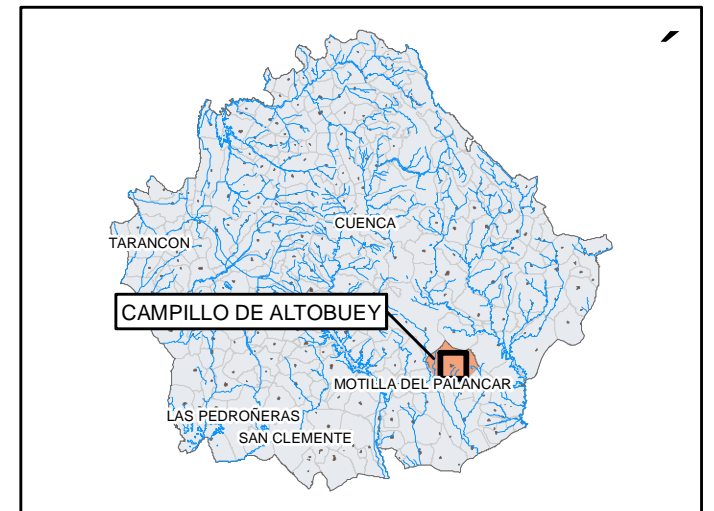 CUENCA
TARANCON
CAMPILLO DE ALTOBUEY
MOTILLA DEL PALANCAR
LAS PEDROÑERAS
SAN CLEMENTE